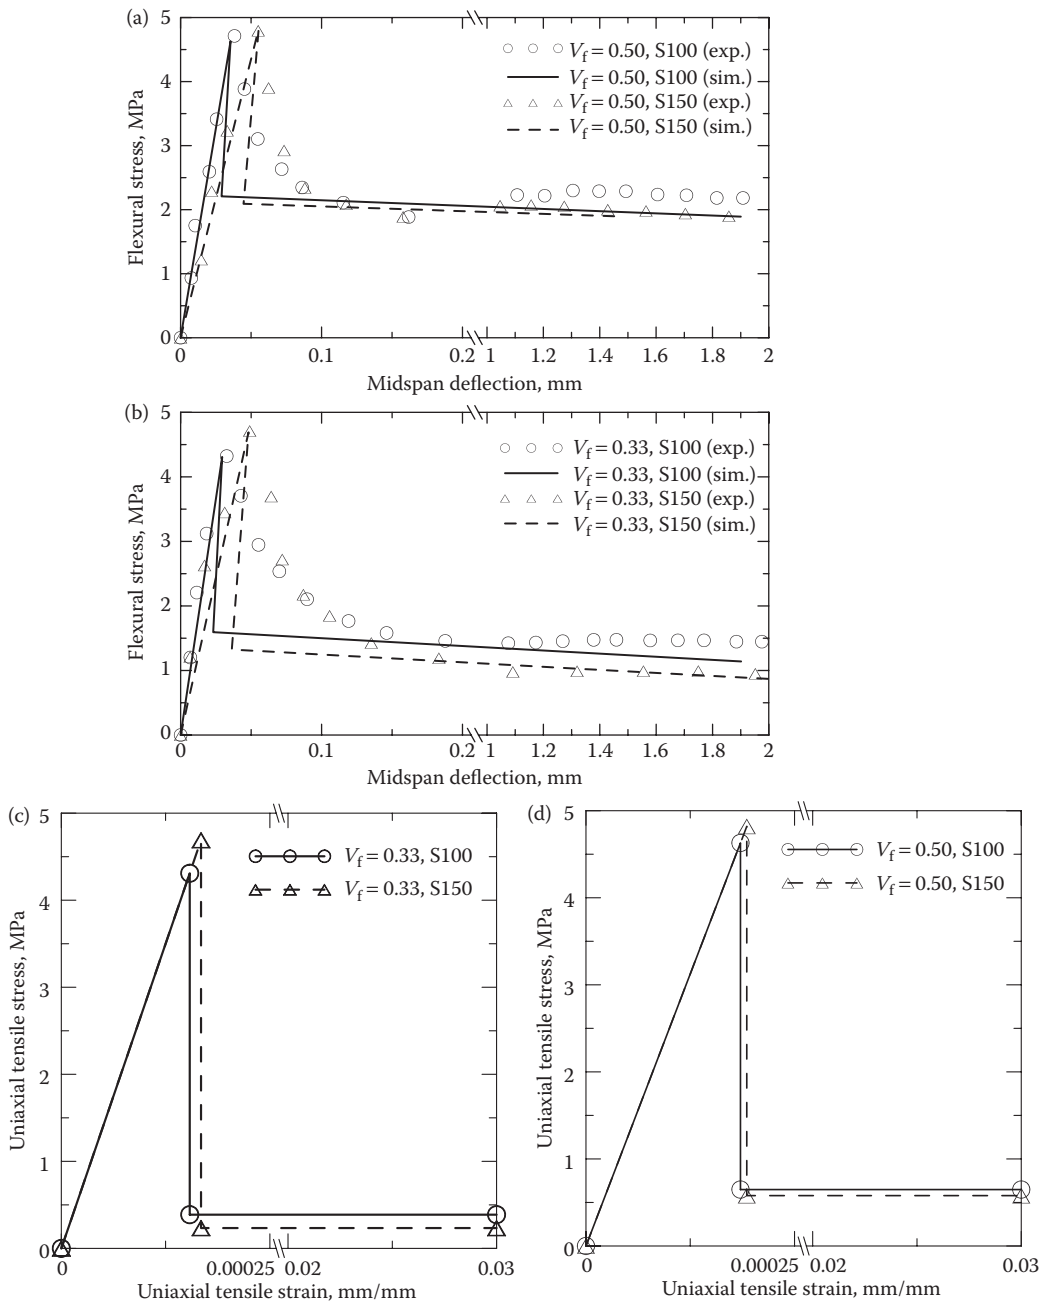 (a)
5
4
3
2
1
0
Flexural stress, MPa
V_f = 0.50, S100 (exp.)
V_f = 0.50, S100 (sim.)
V_f = 0.50, S150 (exp.)
V_f = 0.50, S150 (sim.)
0 0.1 0.2 1 1.2 1.4 1.6 1.8 2
Midspan deflection, mm
(b)
5
4
3
2
1
0
Flexural stress, MPa
V_f = 0.33, S100 (exp.)
V_f = 0.33, S100 (sim.)
V_f = 0.33, S150 (exp.)
V_f = 0.33, S150 (sim.)
0 0.1 0.2 1 1.2 1.4 1.6 1.8 2
Midspan deflection, mm
(c)
5
4
3
2
1
0
Uniaxial tensile stress, MPa
V_f = 0.33, S100
V_f = 0.33, S150
0 0.00025 0.02 0.03
Uniaxial tensile strain, mm/mm
(d)
5
4
3
2
1
0
Uniaxial tensile stress, MPa
V_f = 0.50, S100
V_f = 0.50, S150
0 0.00025 0.02 0.03
Uniaxial tensile strain, mm/mm